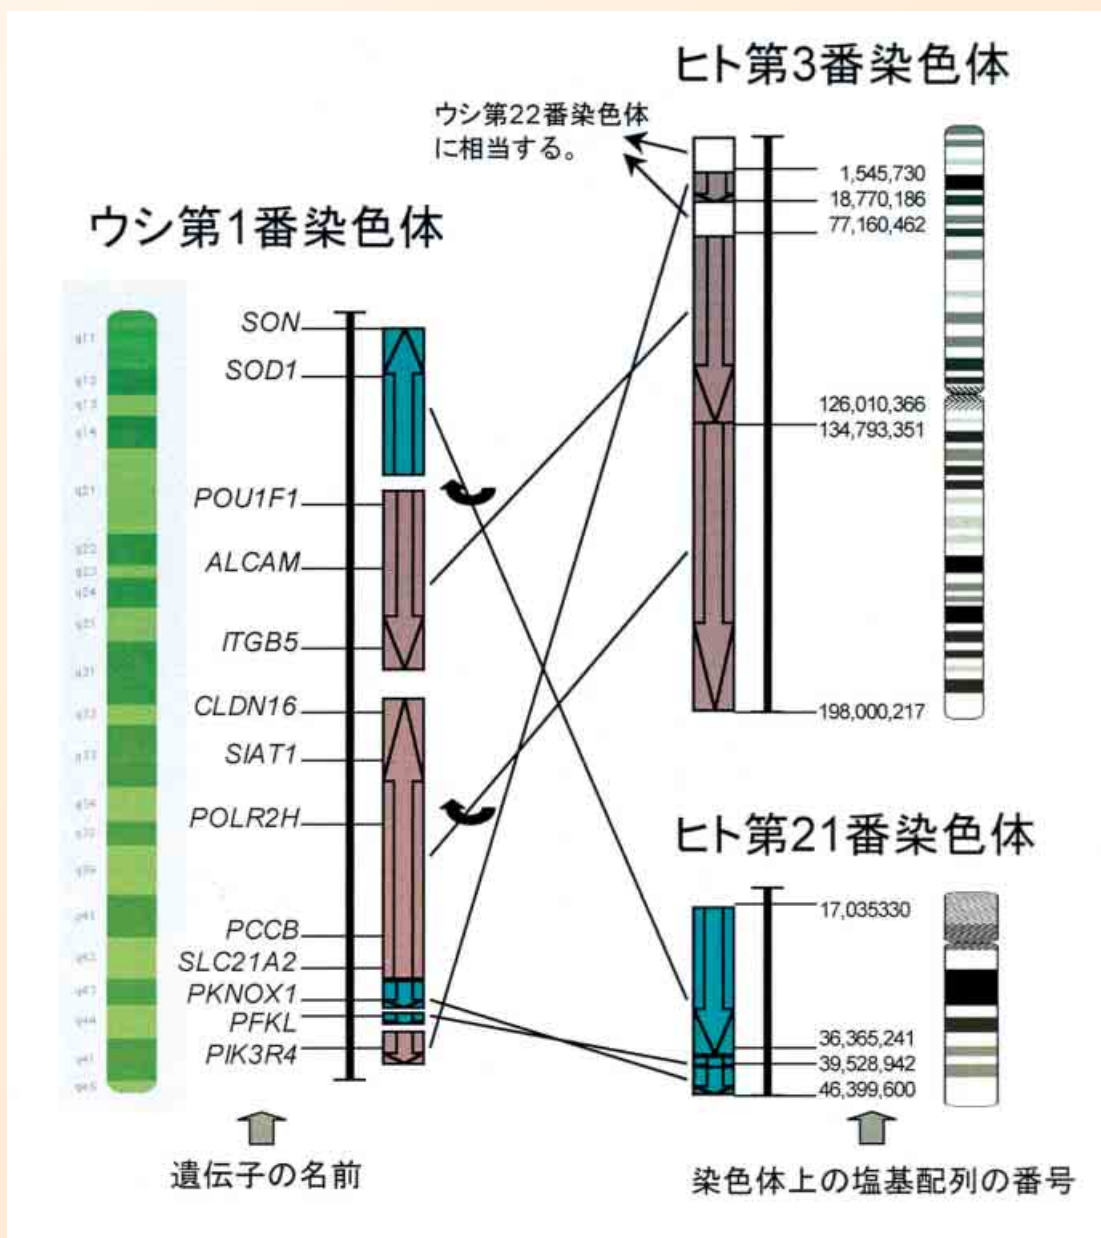 ヒト第3番染色体
ウシ第22番染色体
に相当する。
1,545,730
18,770,186
77,160,462
126,010,366
134,793,351
198,000,217
ウシ第1番染色体
SON
SOD1
POU1F1
ALCAM
ITGB5
CLDN16
SIAT1
POLR2H
PCCB
SLC21A2
PKNOX1
PFKL
PIK3R4
遺伝子の名前
ヒト第21番染色体
17,035330
36,365,241
39,528,942
46,399,600
染色体上の塩基配列の番号